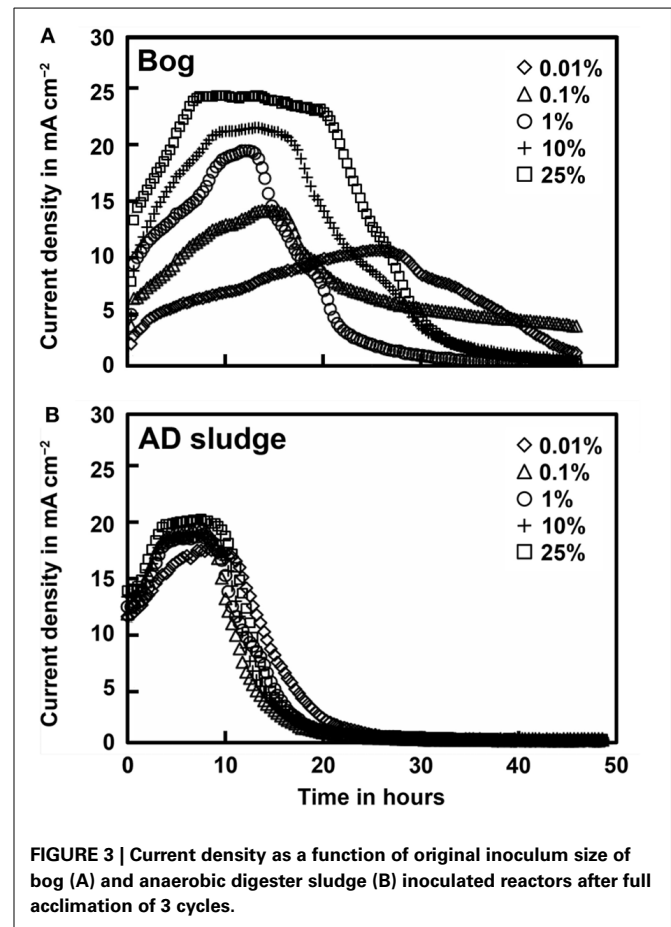 A
30
25
20
15
10
5
0
Current density in mA cm⁻²
Bog
◇ 0.01%
△ 0.1%
○ 1%
+ 10%
□ 25%
B
30
25
20
15
10
5
0
Current density in mA cm⁻²
AD sludge
◇ 0.01%
△ 0.1%
○ 1%
+ 10%
□ 25%
0 10 20 30 40 50
Time in hours
FIGURE 3 | Current density as a function of original inoculum size of
bog (A) and anaerobic digester sludge (B) inoculated reactors after full
acclimation of 3 cycles.